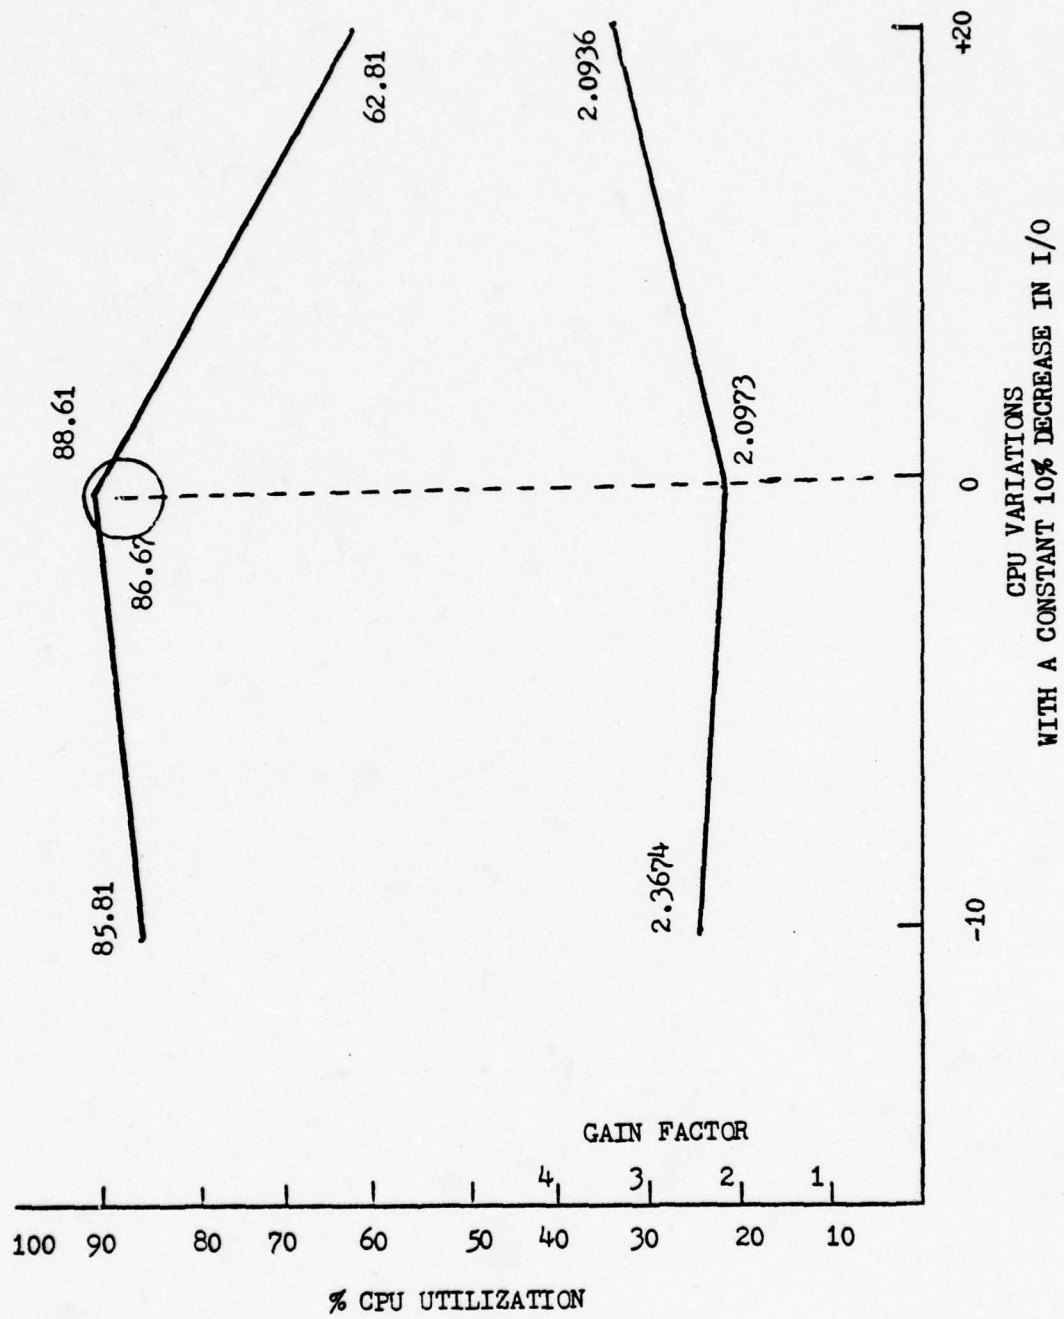 +20
62.81
2.0936
88.61
86.67
2.0973
0
CPU VARIATIONS
WITH A CONSTANT 10% DECREASE IN I/O
85.81
2.3674
-10
GAIN FACTOR
4 3 2 1
100 90 80 70 60 50 40 30 20 10
% CPU UTILIZATION